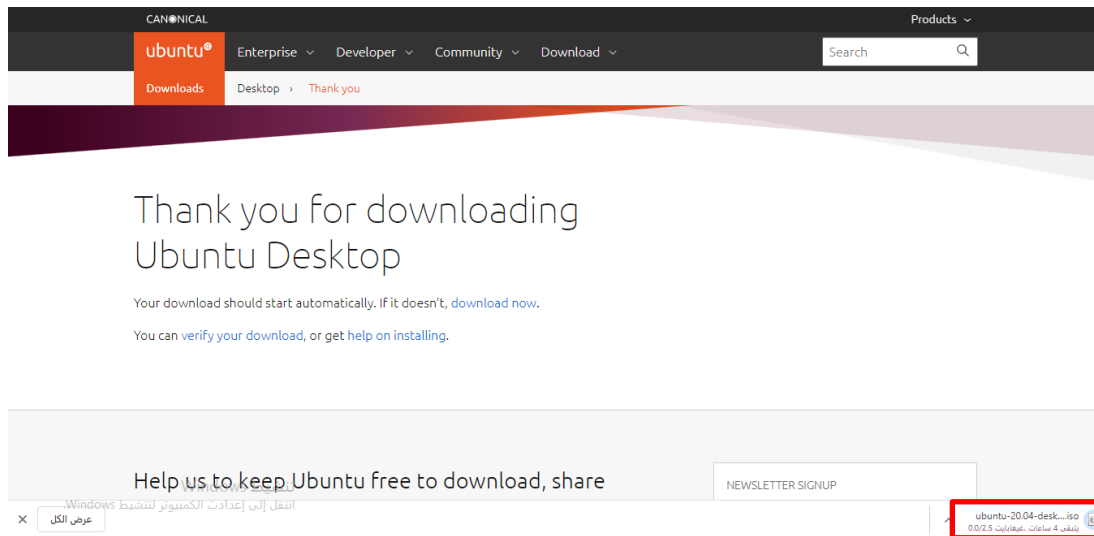 CANONICAL
Products
ubuntu®
Enterprise
Developer
Community
Download
Search
Downloads
Desktop › Thank you
Thank you for downloading
Ubuntu Desktop
Your download should start automatically. If it doesn't, download now.
You can verify your download, or get help on installing.
Help us to keep Ubuntu free to download, share
NEWSLETTER SIGNUP
تنشيط Windows
انتقل إلى إعدادت الكمبيوتر لتنشيط Windows.
عرض الكل
ubuntu-20.04-desk....iso
0.0/2.5 غيغابايت، يتبقى 4 ساعات